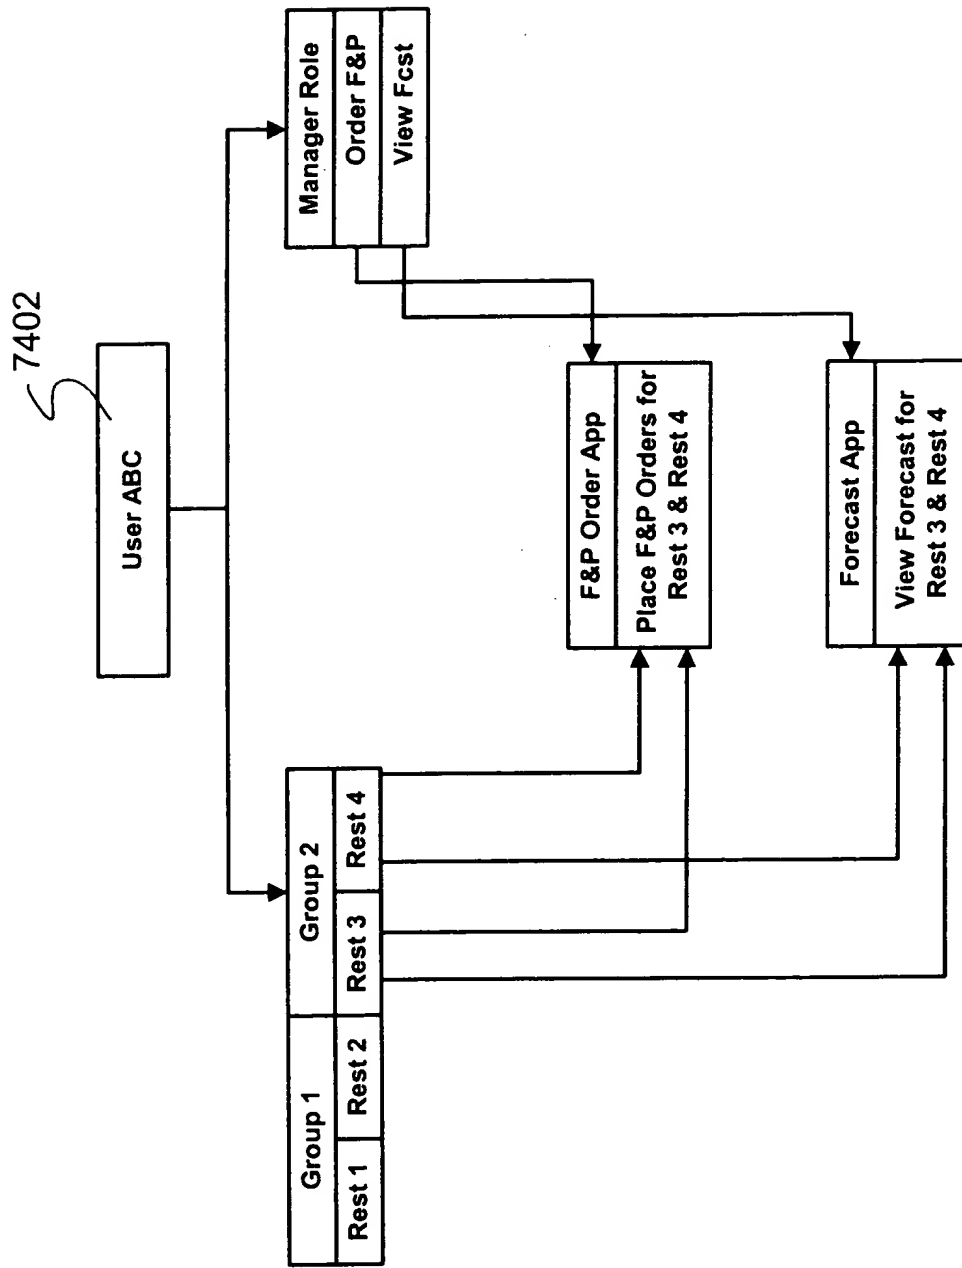 7402
User ABC
Group 1
Group 2
Rest 1
Rest 2
Rest 3
Rest 4
Manager Role
Order F&P
View Fcst
F&P Order App
Place F&P Orders for
Rest 3 & Rest 4
Forecast App
View Forecast for
Rest 3 & Rest 4